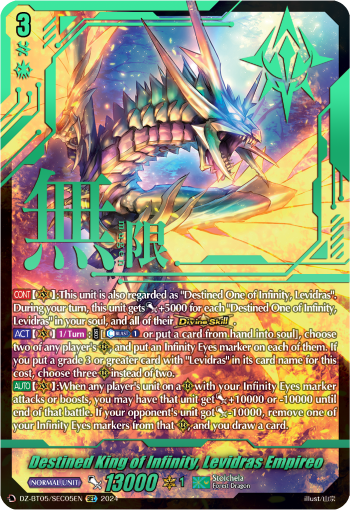 3
無限
CONT :This unit is also regarded as "Destined One of Infinity, Levidras".
During your turn, this unit gets +5000 for each "Destined One of Infinity,
Levidras" in your soul, and all of their Divine Skill.
ACT 1/Turn : 1 or put a card from hand into soul, choose
two of any player's , and put an Infinity Eyes marker on each of them. If
you put a grade 3 or greater card with "Levidras" in its card name for this
cost, choose three instead of two.
AUTO :When any player's unit on a with your Infinity Eyes marker
attacks or boosts, you may have that unit get +10000 or -10000 until
end of that battle. If your opponent's unit got -10000, remove one of
your Infinity Eyes markers from that , and you draw a card.
Destined King of Infinity, Levidras Empireo
NORMAL UNIT 13000 1 Stoicheia
Forest Dragon
DZ-BT05/SEC05EN 2024 illust/山宗